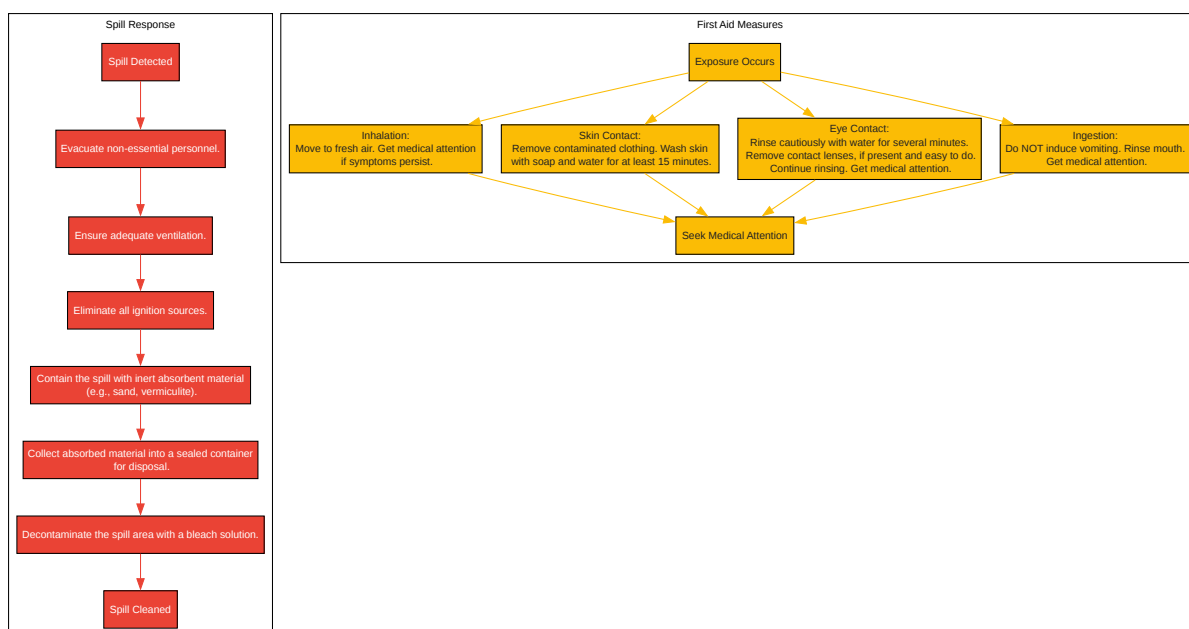 Spill Response
Spill Detected
Evacuate non-essential personnel.
Ensure adequate ventilation.
Eliminate all ignition sources.
Contain the spill with inert absorbent material
(e.g., sand, vermiculite).
Collect absorbed material into a sealed container
for disposal.
Decontaminate the spill area with a bleach solution.
Spill Cleaned
First Aid Measures
Exposure Occurs
Inhalation:
Move to fresh air. Get medical attention
if symptoms persist.
Skin Contact:
Remove contaminated clothing. Wash skin
with soap and water for at least 15 minutes.
Eye Contact:
Rinse cautiously with water for several minutes.
Remove contact lenses, if present and easy to do.
Continue rinsing. Get medical attention.
Ingestion:
Do NOT induce vomiting. Rinse mouth.
Get medical attention.
Seek Medical Attention